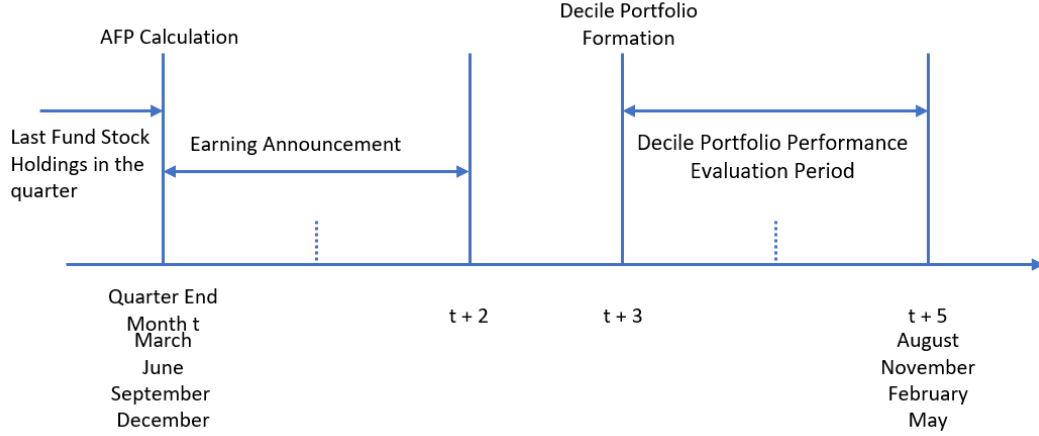 Decile Portfolio
Formation
AFP Calculation
Last Fund Stock
Holdings in the
quarter
Earning Announcement
Decile Portfolio Performance
Evaluation Period
Quarter End
Month t
March
June
September
December
t + 2
t + 3
t + 5
August
November
February
May